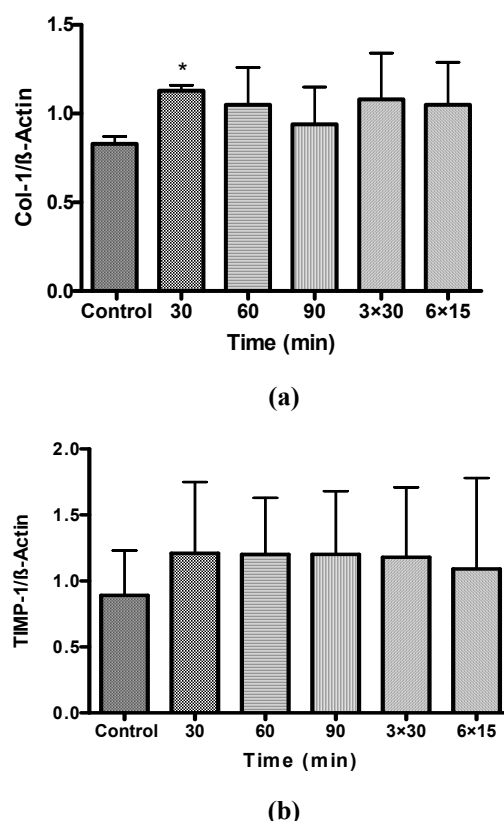 1.5
*
1.0
0.5
0.0
Col-1/ß-Actin
Control 30 60 90 3×30 6×15
Time (min)
(a)
2.0
1.5
1.0
0.5
0.0
TIMP-1/ß-Actin
Control 30 60 90 3×30 6×15
Time (min)
(b)